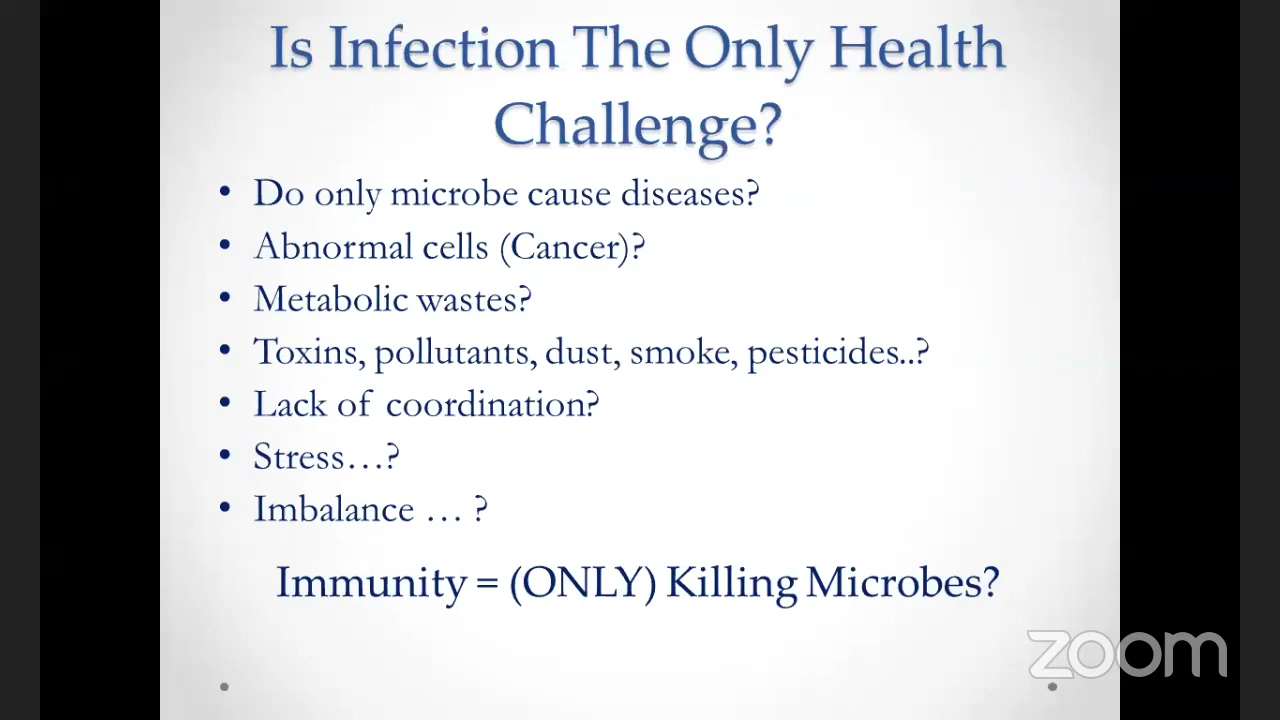 Is Infection The Only Health
Challenge?
• Do only microbe cause diseases?
• Abnormal cells (Cancer)?
• Metabolic wastes?
• Toxins, pollutants, dust, smoke, pesticides..?
• Lack of coordination?
• Stress…?
• Imbalance … ?
Immunity = (ONLY) Killing Microbes?
zoom